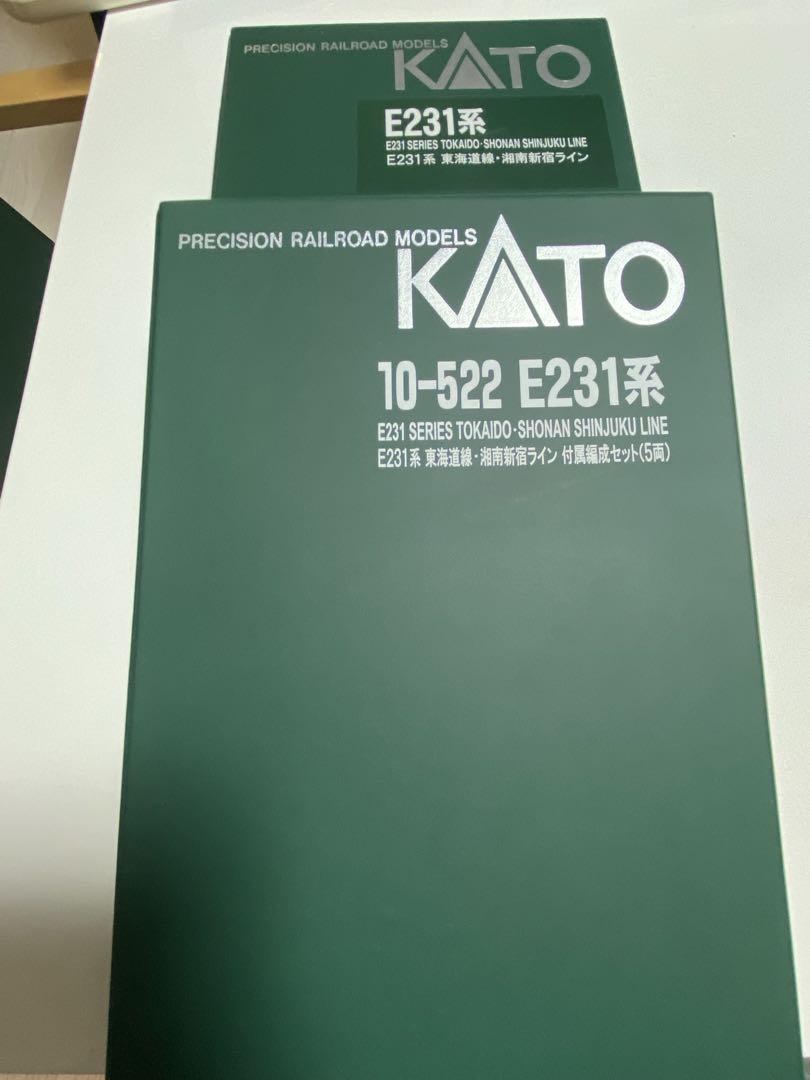 PRECISION RAILROAD MODELS
KATO
E231系
E231 SERIES TOKAIDO・SHONAN SHINJUKU LINE
E231系 東海道線・湘南新宿ライン
PRECISION RAILROAD MODELS
KATO
10-522 E231系
E231 SERIES TOKAIDO・SHONAN SHINJUKU LINE
E231系 東海道線・湘南新宿ライン 付属編成セット(5両)